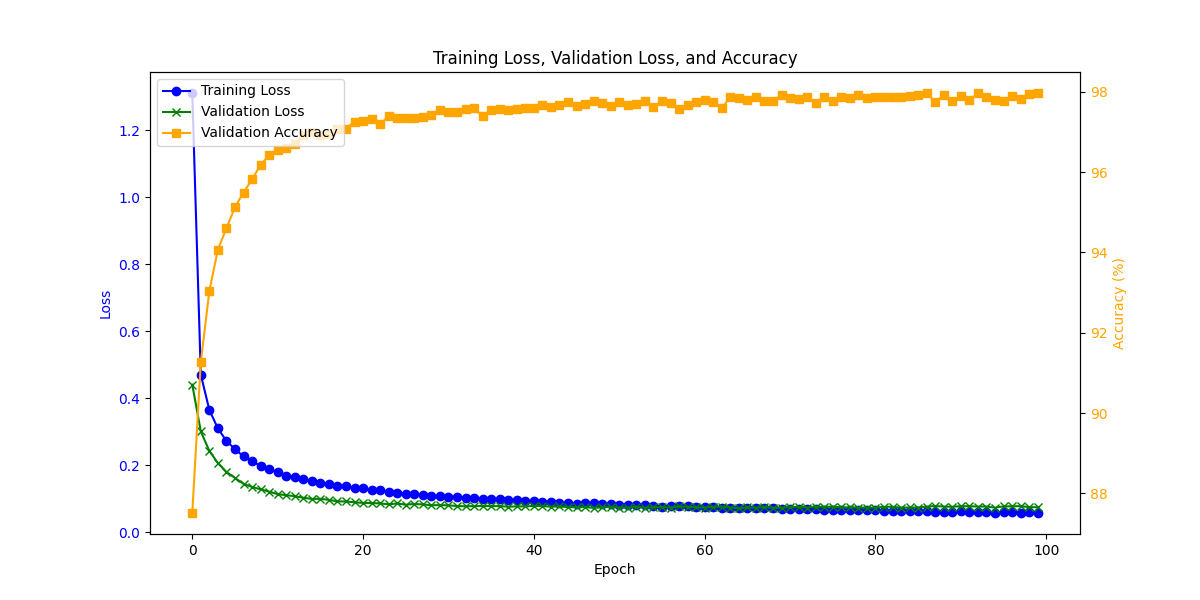 Training Loss, Validation Loss, and Accuracy
Training Loss
Validation Loss
Validation Accuracy
Loss
1.2
1.0
0.8
0.6
0.4
0.2
0.0
98
96
94
92
90
88
Accuracy (%)
0 20 40 60 80 100
Epoch